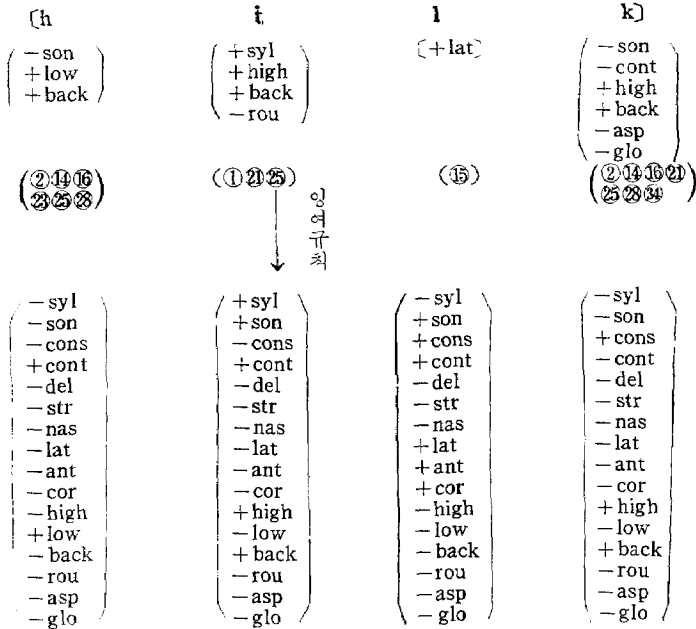 〔h ɨ l k〕
−son
+low
+back
+syl
+high
+back
−rou
〔+lat〕
−son
−cont
+high
+back
−asp
−glo
②⑭⑯
㉓㉕㉘
(①㉑㉕)
(⑮)
②⑭⑯㉑
㉕㉘㉞
잉여규칙
−syl
−son
−cons
+cont
−del
−str
−nas
−lat
−ant
−cor
−high
+low
−back
−rou
−asp
−glo
+syl
+son
−cons
+cont
−del
−str
−nas
−lat
−ant
−cor
+high
−low
+back
−rou
−asp
−glo
−syl
+son
+cons
+cont
−del
−str
−nas
+lat
+ant
+cor
−high
−low
−back
−rou
−asp
−glo
−syl
−son
+cons
−cont
−del
−str
−nas
−lat
−ant
−cor
+high
−low
+back
−rou
−asp
−glo